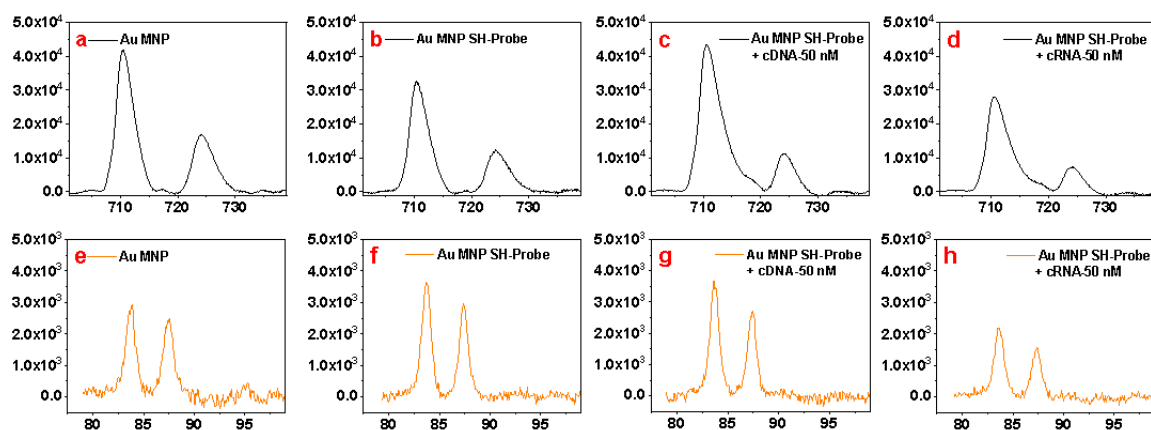 a
Au MNP
5.0x10⁴
4.0x10⁴
3.0x10⁴
2.0x10⁴
1.0x10⁴
0.0
710 720 730
b
Au MNP SH-Probe
5.0x10⁴
4.0x10⁴
3.0x10⁴
2.0x10⁴
1.0x10⁴
0.0
710 720 730
c
Au MNP SH-Probe
+ cDNA-50 nM
5.0x10⁴
4.0x10⁴
3.0x10⁴
2.0x10⁴
1.0x10⁴
0.0
710 720 730
d
Au MNP SH-Probe
+ cRNA-50 nM
5.0x10⁴
4.0x10⁴
3.0x10⁴
2.0x10⁴
1.0x10⁴
0.0
710 720 730
e
Au MNP
5.0x10³
4.0x10³
3.0x10³
2.0x10³
1.0x10³
0.0
80 85 90 95
f
Au MNP SH-Probe
5.0x10³
4.0x10³
3.0x10³
2.0x10³
1.0x10³
0.0
80 85 90 95
g
Au MNP SH-Probe
+ cDNA-50 nM
5.0x10³
4.0x10³
3.0x10³
2.0x10³
1.0x10³
0.0
80 85 90 95
h
Au MNP SH-Probe
+ cRNA-50 nM
5.0x10³
4.0x10³
3.0x10³
2.0x10³
1.0x10³
0.0
80 85 90 95